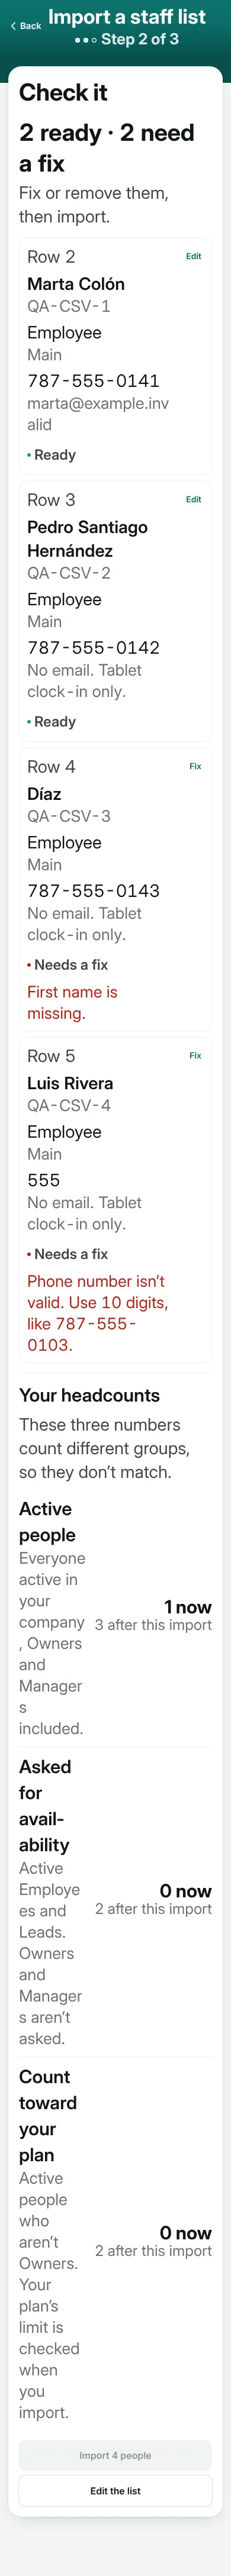 Back
Import a staff list
Step 2 of 3
Check it
2 ready · 2 need
a fix
Fix or remove them,
then import.
Row 2
Edit
Marta Colón
QA-CSV-1
Employee
Main
787-555-0141
marta@example.inv
alid
Ready
Row 3
Edit
Pedro Santiago
Hernández
QA-CSV-2
Employee
Main
787-555-0142
No email. Tablet
clock-in only.
Ready
Row 4
Fix
Díaz
QA-CSV-3
Employee
Main
787-555-0143
No email. Tablet
clock-in only.
Needs a fix
First name is
missing.
Row 5
Fix
Luis Rivera
QA-CSV-4
Employee
Main
555
No email. Tablet
clock-in only.
Needs a fix
Phone number isn’t
valid. Use 10 digits,
like 787-555-
0103.
Your headcounts
These three numbers
count different groups,
so they don’t match.
Active
people
Everyone
active in
your
company
, Owners
and
Manager
s
included.
1 now
3 after this import
Asked
for
avail-
ability
Active
Employe
es and
Leads.
Owners
and
Manager
s aren’t
asked.
0 now
2 after this import
Count
toward
your
plan
Active
people
who
aren’t
Owners.
Your
plan’s
limit is
checked
when
you
import.
0 now
2 after this import
Import 4 people
Edit the list